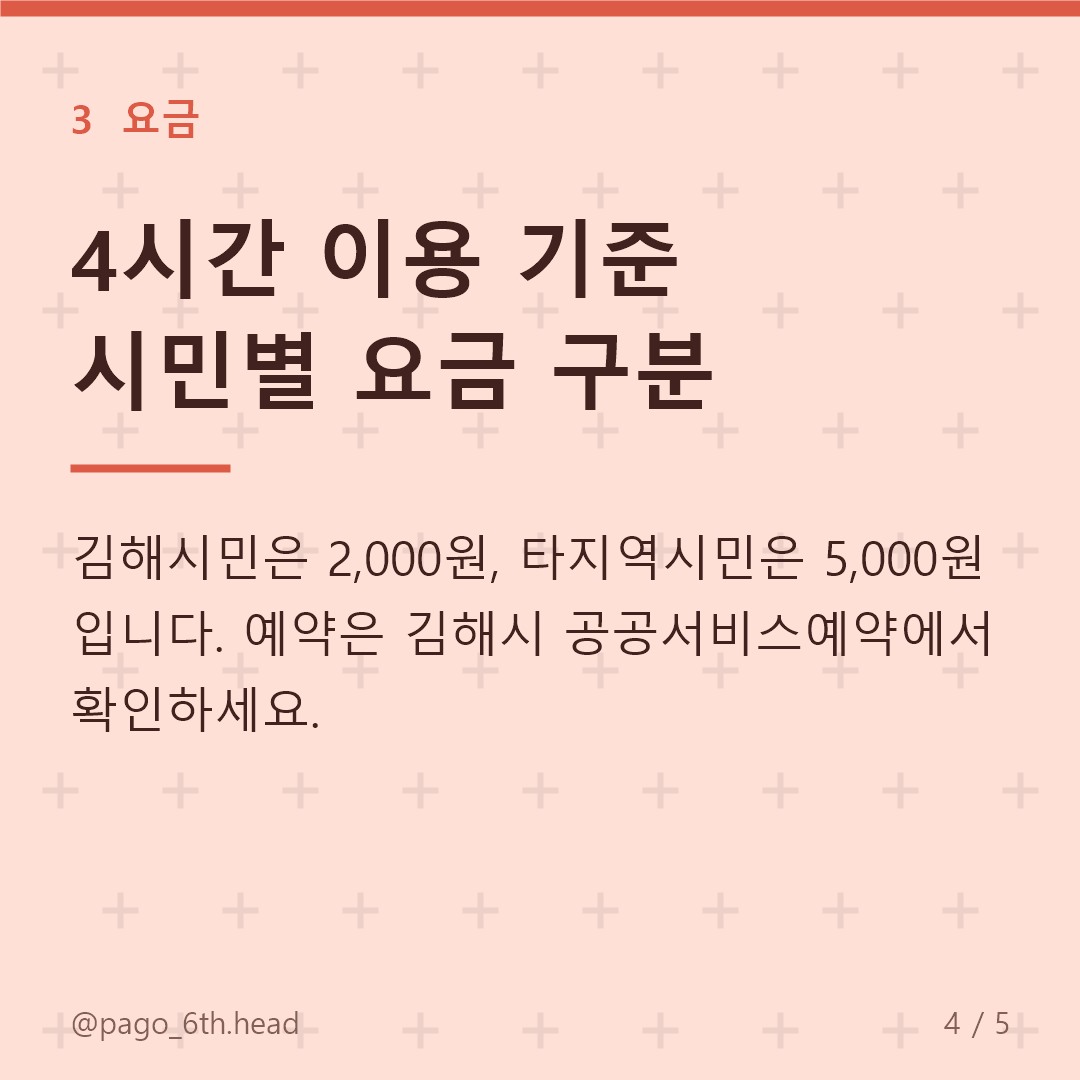 3 요금
4시간 이용 기준
시민별 요금 구분
김해시민은 2,000원, 타지역시민은 5,000원
입니다. 예약은 김해시 공공서비스예약에서
확인하세요.
@pago_6th.head
4 / 5